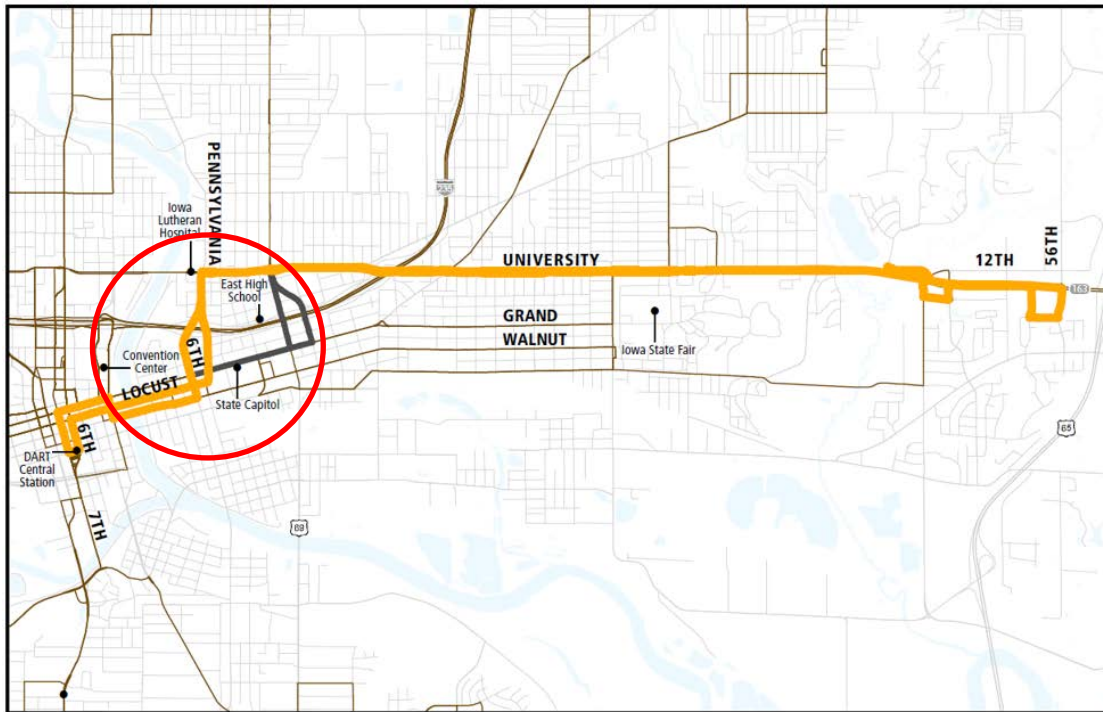 PENNSYLVANIA
235
Iowa
Lutheran
Hospital
UNIVERSITY
12TH
56TH
163
East High
School
GRAND
WALNUT
Iowa State Fair
6TH
Convention
Center
LOCUST
State Capitol
6TH
DART
Central
Station
65
7TH
69